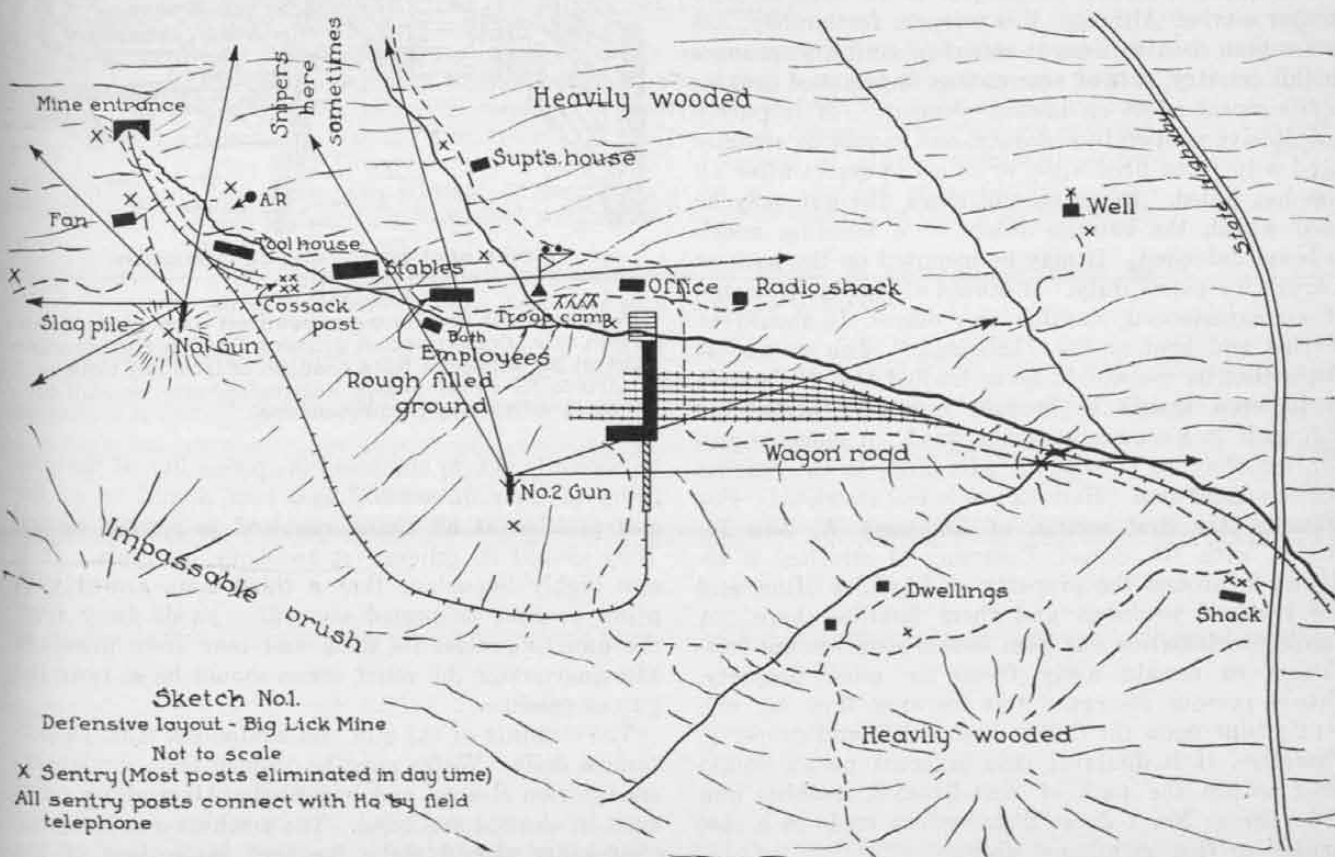 Mine entrance
Snipers
here
sometimes
Heavily wooded
Supt's. house
State highway
A.R
Well
Fan
Tool house
Stables
Office
Radio shack
Cossack
post
Troop camp
Slag pile
No.1 Gun
Bath
Employees
Rough filled
ground
Wagon road
No.2 Gun
Impassable brush
Dwellings
Shack
Heavily wooded
Sketch No.1.
Defensive layout - Big Lick Mine
Not to scale
X Sentry (Most posts eliminated in day time)
All sentry posts connect with Hq by field
telephone